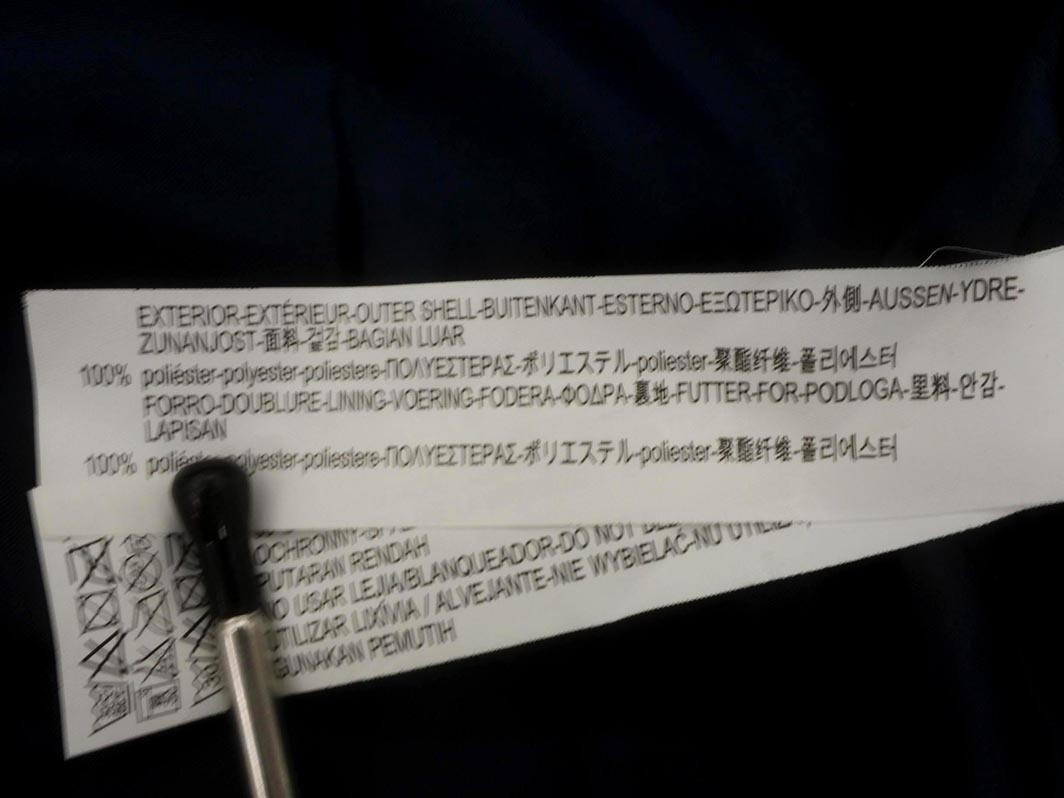 EXTERIOR-EXTÉRIEUR-OUTER SHELL-BUITENKANT-ESTERNO-ΕΞΩΤΕΡΙΚΟ-外側-AUSSEN-YDRE-
ZUNANJOST-面料-겉감-BAGIAN LUAR
100% poliéster-polyester-poliestere-ΠΟΛΥΕΣΤΕΡΑΣ-ポリエステル-poliester-聚酯纤维-폴리에스터
FORRO-DOUBLURE-LINING-VOERING-FODERA-ΦΟΔΡΑ-裏地-FUTTER-FOR-PODLOGA-里料-안감-
LAPISAN
100% polyester-poliestere-ΠΟΛΥΕΣΤΕΡΑΣ-ポリエステル-poliester-聚酯纤维-폴리에스터
PUTARAN RENDAH
USAR LEJIA/BLANQUEADOR-DO NOT
UTILIZAR LIXÍVIA / ALVEJANTE-NIE WYBIELAĆ-NU
GUNAKAN PEMUTIH